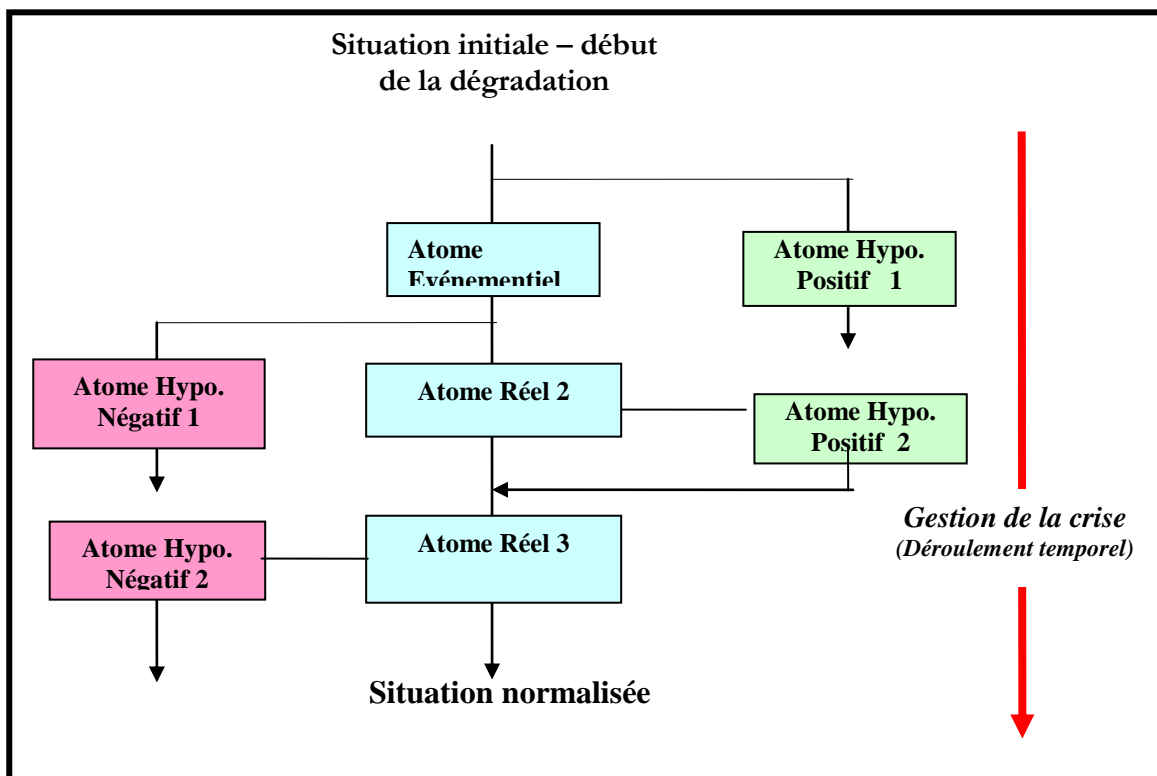 Situation initiale – début
de la dégradation
Atome
Evénementiel
Atome Hypo.
Positif 1
Atome Hypo.
Négatif 1
Atome Réel 2
Atome Hypo.
Positif 2
Atome Hypo.
Négatif 2
Atome Réel 3
Gestion de la crise
(Déroulement temporel)
Situation normalisée